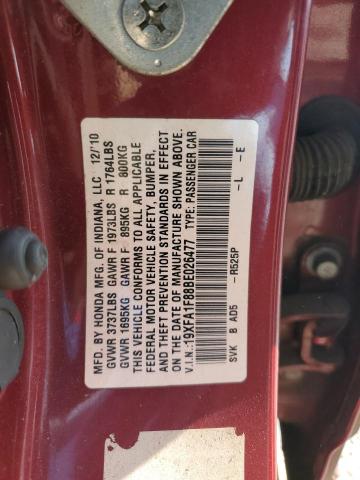 MFD. BY HONDA MFG. OF INDIANA, LLC 12/'10
GVWR 3737LBS GAWR F 1973LBS R 1764LBS
GVWR 1695KG GAWR F 895KG R 800KG
THIS VEHICLE CONFORMS TO ALL APPLICABLE
FEDERAL MOTOR VEHICLE SAFETY, BUMPER,
AND THEFT PREVENTION STANDARDS IN EFFECT
ON THE DATE OF MANUFACTURE SHOWN ABOVE.
V.I.N.:19XFA1F88BE026477 TYPE: PASSENGER CAR
-R525P -L -E
SVK B AD5